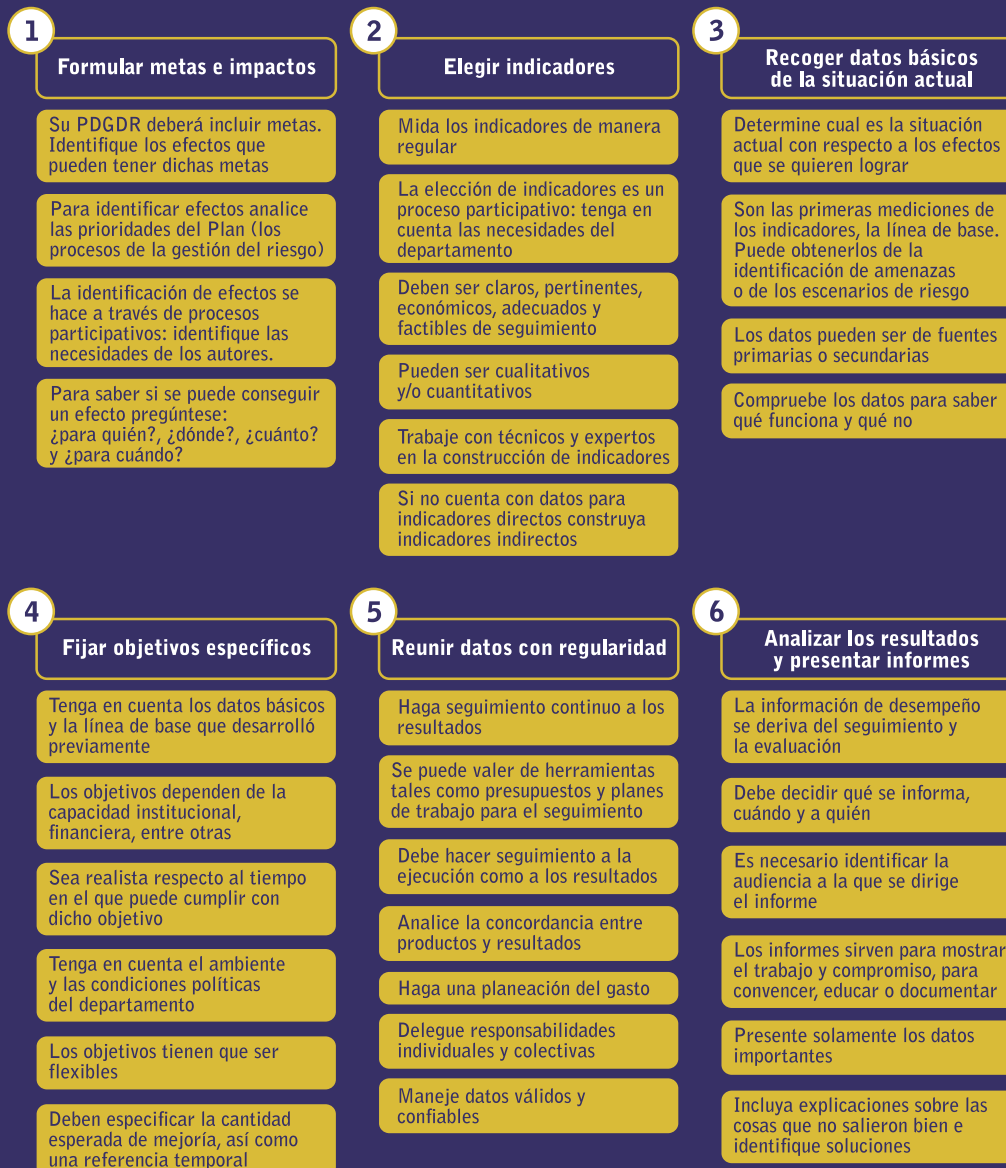 1
Formular metas e impactos
Su PDGDR deberá incluir metas.
Identifique los efectos que
pueden tener dichas metas
Para identificar efectos analice
las prioridades del Plan (los
procesos de la gestión del riesgo)
La identificación de efectos se
hace a través de procesos
participativos: identifique las
necesidades de los autores.
Para saber si se puede conseguir
un efecto pregúntese:
¿para quién?, ¿dónde?, ¿cuánto?
y ¿para cuándo?
2
Elegir indicadores
Mida los indicadores de manera
regular
La elección de indicadores es un
proceso participativo: tenga en
cuenta las necesidades del
departamento
Deben ser claros, pertinentes,
económicos, adecuados y
factibles de seguimiento
Pueden ser cualitativos
y/o cuantitativos
Trabaje con técnicos y expertos
en la construcción de indicadores
Si no cuenta con datos para
indicadores directos construya
indicadores indirectos
3
Recoger datos básicos
de la situación actual
Determine cual es la situación
actual con respecto a los efectos
que se quieren lograr
Son las primeras mediciones de
los indicadores, la línea de base.
Puede obtenerlos de la
identificación de amenazas
o de los escenarios de riesgo
Los datos pueden ser de fuentes
primarias o secundarias
Compruebe los datos para saber
qué funciona y qué no
4
Fijar objetivos específicos
Tenga en cuenta los datos básicos
y la línea de base que desarrolló
previamente
Los objetivos dependen de la
capacidad institucional,
financiera, entre otras
Sea realista respecto al tiempo
en el que puede cumplir con
dicho objetivo
Tenga en cuenta el ambiente
y las condiciones políticas
del departamento
Los objetivos tienen que ser
flexibles
Deben especificar la cantidad
esperada de mejoría, así como
una referencia temporal
5
Reunir datos con regularidad
Haga seguimiento continuo a los
resultados
Se puede valer de herramientas
tales como presupuestos y planes
de trabajo para el seguimiento
Debe hacer seguimiento a la
ejecución como a los resultados
Analice la concordancia entre
productos y resultados
Haga una planeación del gasto
Delegue responsabilidades
individuales y colectivas
Maneje datos válidos y
confiables
6
Analizar los resultados
y presentar informes
La información de desempeño
se deriva del seguimiento y
la evaluación
Debe decidir qué se informa,
cuándo y a quién
Es necesario identificar la
audiencia a la que se dirige
el informe
Los informes sirven para mostrar
el trabajo y compromiso, para
convencer, educar o documentar
Presente solamente los datos
importantes
Incluya explicaciones sobre las
cosas que no salieron bien e
identifique soluciones